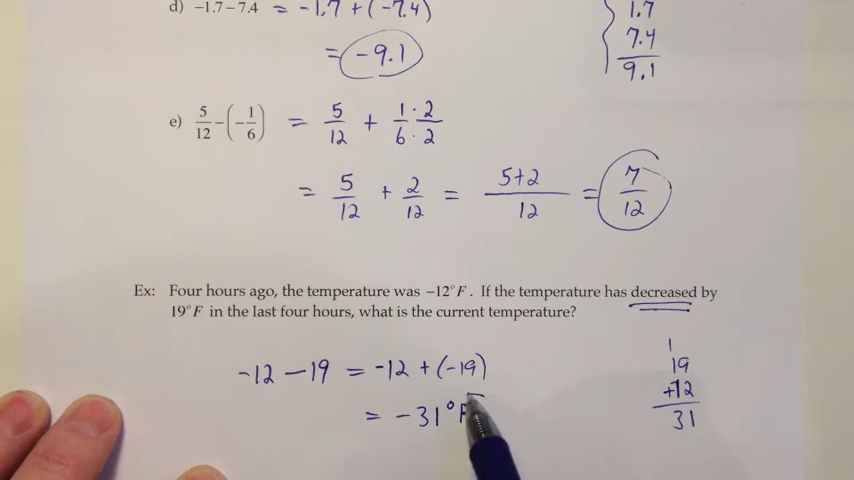 d) −1.7−7.4 = -1.7 + (-7.4)
= -9.1
1.7
7.4
9.1
e) 5/12 − (−1/6) = 5/12 + 1·2/6·2
= 5/12 + 2/12 = 5+2/12 = 7/12
Ex: Four hours ago, the temperature was −12°F. If the temperature has decreased by
19°F in the last four hours, what is the current temperature?
-12 − 19 = -12 + (-19)
= -31°F
1
19
+12
31